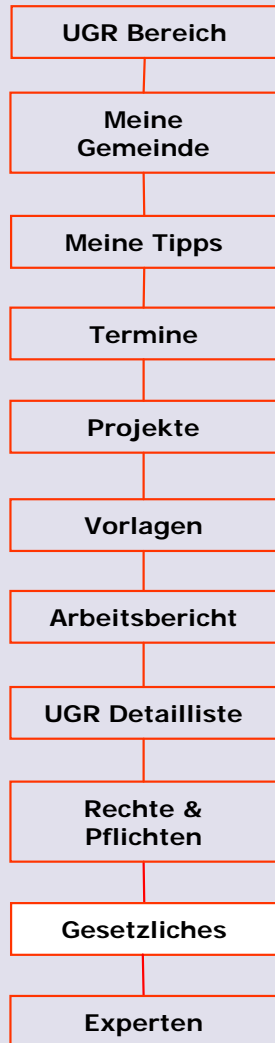 UGR Bereich
Meine
Gemeinde
Meine Tipps
Termine
Projekte
Vorlagen
Arbeitsbericht
UGR Detailliste
Rechte &
Pflichten
Gesetzliches
Experten